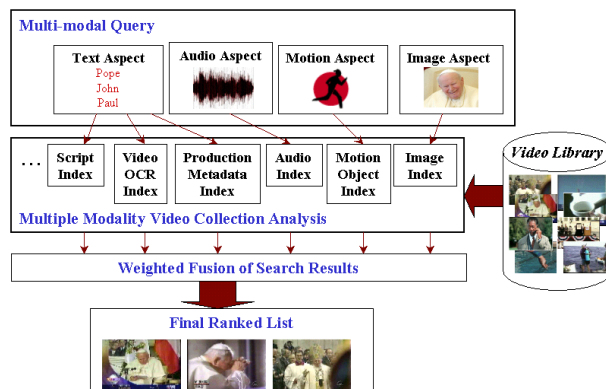 Multi-modal Query
Text Aspect
Pope
John
Paul
Audio Aspect
Motion Aspect
Image Aspect
. . .
Script
Index
Video
OCR
Index
Production
Metadata
Index
Audio
Index
Motion
Object
Index
Image
Index
Multiple Modality Video Collection Analysis
Video Library
Weighted Fusion of Search Results
Final Ranked List